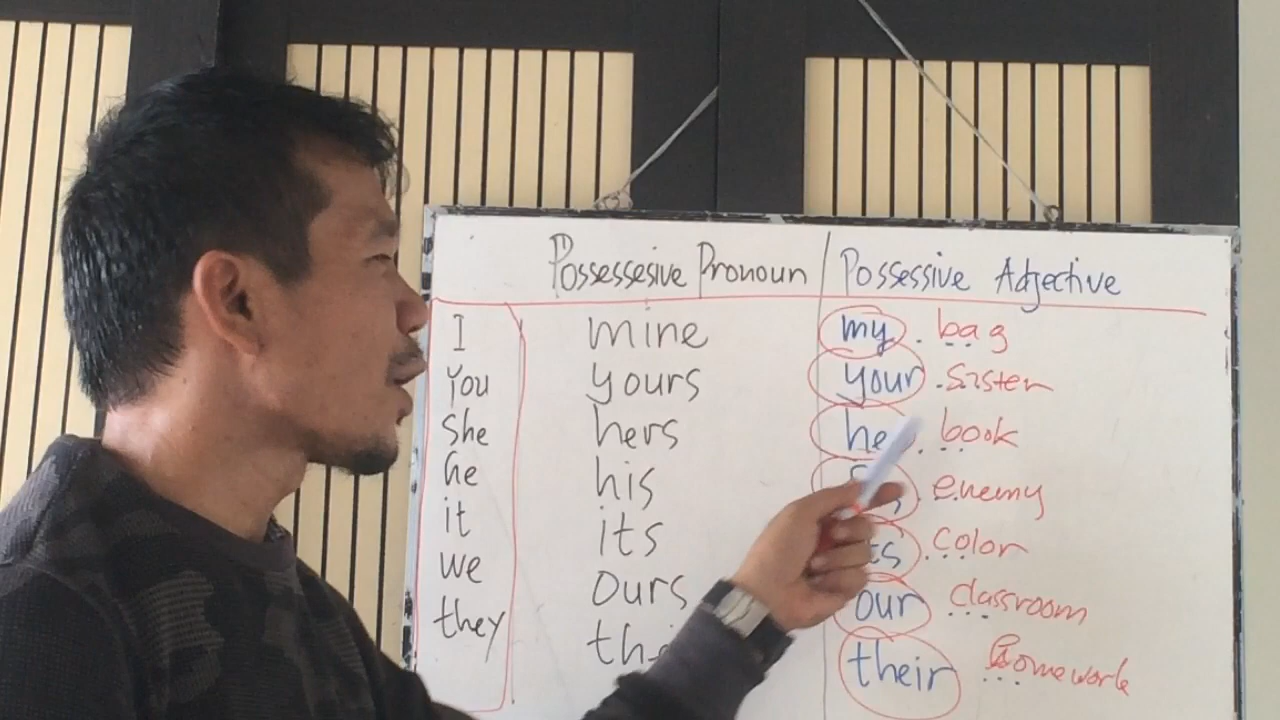 Possessesive Pronoun Possessive Adjective
I mine my bag
You yours your sister
she hers book
he his enemy
it its color
we ours our classroom
they their homework